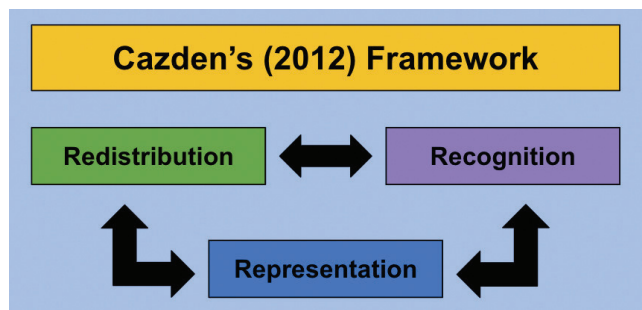 Cazden’s (2012) Framework
Redistribution
Recognition
Representation